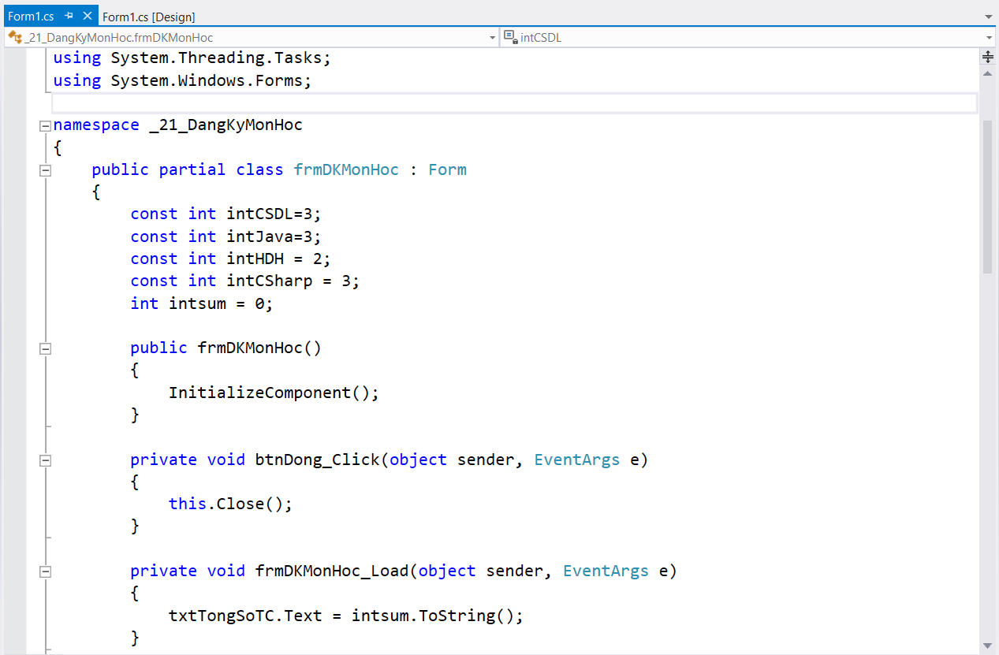 Form1.cs
Form1.cs [Design]
_21_DangKyMonHoc.frmDKMonHoc
intCSDL
using System.Threading.Tasks;
using System.Windows.Forms;
namespace _21_DangKyMonHoc
{
public partial class frmDKMonHoc : Form
{
const int intCSDL=3;
const int intJava=3;
const int intHDH = 2;
const int intCSharp = 3;
int intsum = 0;
public frmDKMonHoc()
{
InitializeComponent();
}
private void btnDong_Click(object sender, EventArgs e)
{
this.Close();
}
private void frmDKMonHoc_Load(object sender, EventArgs e)
{
txtTongSoTC.Text = intsum.ToString();
}